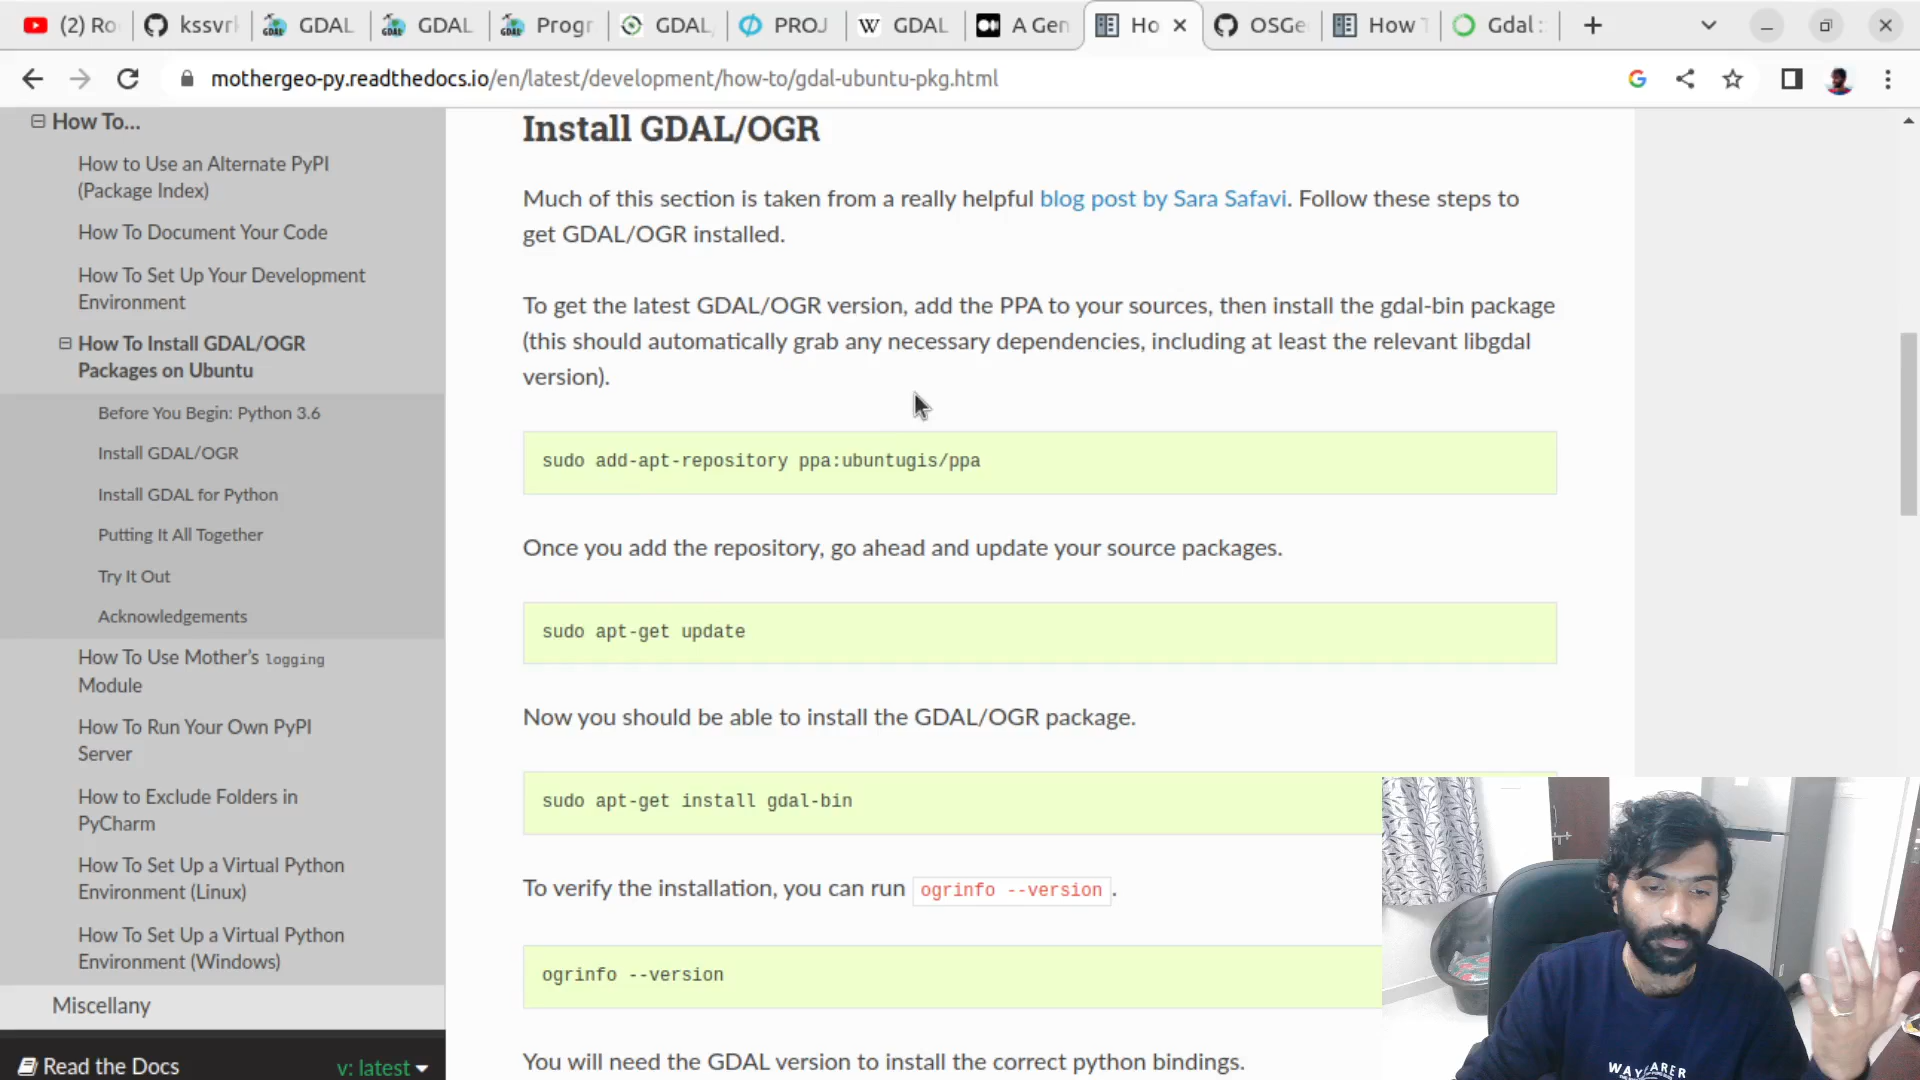 (2) Ro
kssvrk
GDAL
GDAL
Progr
GDAL,
PROJ
GDAL
A Gen
Ho
OSGe
How T
Gdal :
mothergeo-py.readthedocs.io/en/latest/development/how-to/gdal-ubuntu-pkg.html
How To...
How to Use an Alternate PyPI
(Package Index)
How To Document Your Code
How To Set Up Your Development
Environment
How To Install GDAL/OGR
Packages on Ubuntu
Before You Begin: Python 3.6
Install GDAL/OGR
Install GDAL for Python
Putting It All Together
Try It Out
Acknowledgements
How To Use Mother's logging
Module
How To Run Your Own PyPI
Server
How to Exclude Folders in
PyCharm
How To Set Up a Virtual Python
Environment (Linux)
How To Set Up a Virtual Python
Environment (Windows)
Miscellany
Read the Docs
v: latest
Install GDAL/OGR
Much of this section is taken from a really helpful blog post by Sara Safavi. Follow these steps to
get GDAL/OGR installed.
To get the latest GDAL/OGR version, add the PPA to your sources, then install the gdal-bin package
(this should automatically grab any necessary dependencies, including at least the relevant libgdal
version).
sudo add-apt-repository ppa:ubuntugis/ppa
Once you add the repository, go ahead and update your source packages.
sudo apt-get update
Now you should be able to install the GDAL/OGR package.
sudo apt-get install gdal-bin
To verify the installation, you can run ogrinfo --version.
ogrinfo --version
You will need the GDAL version to install the correct python bindings.